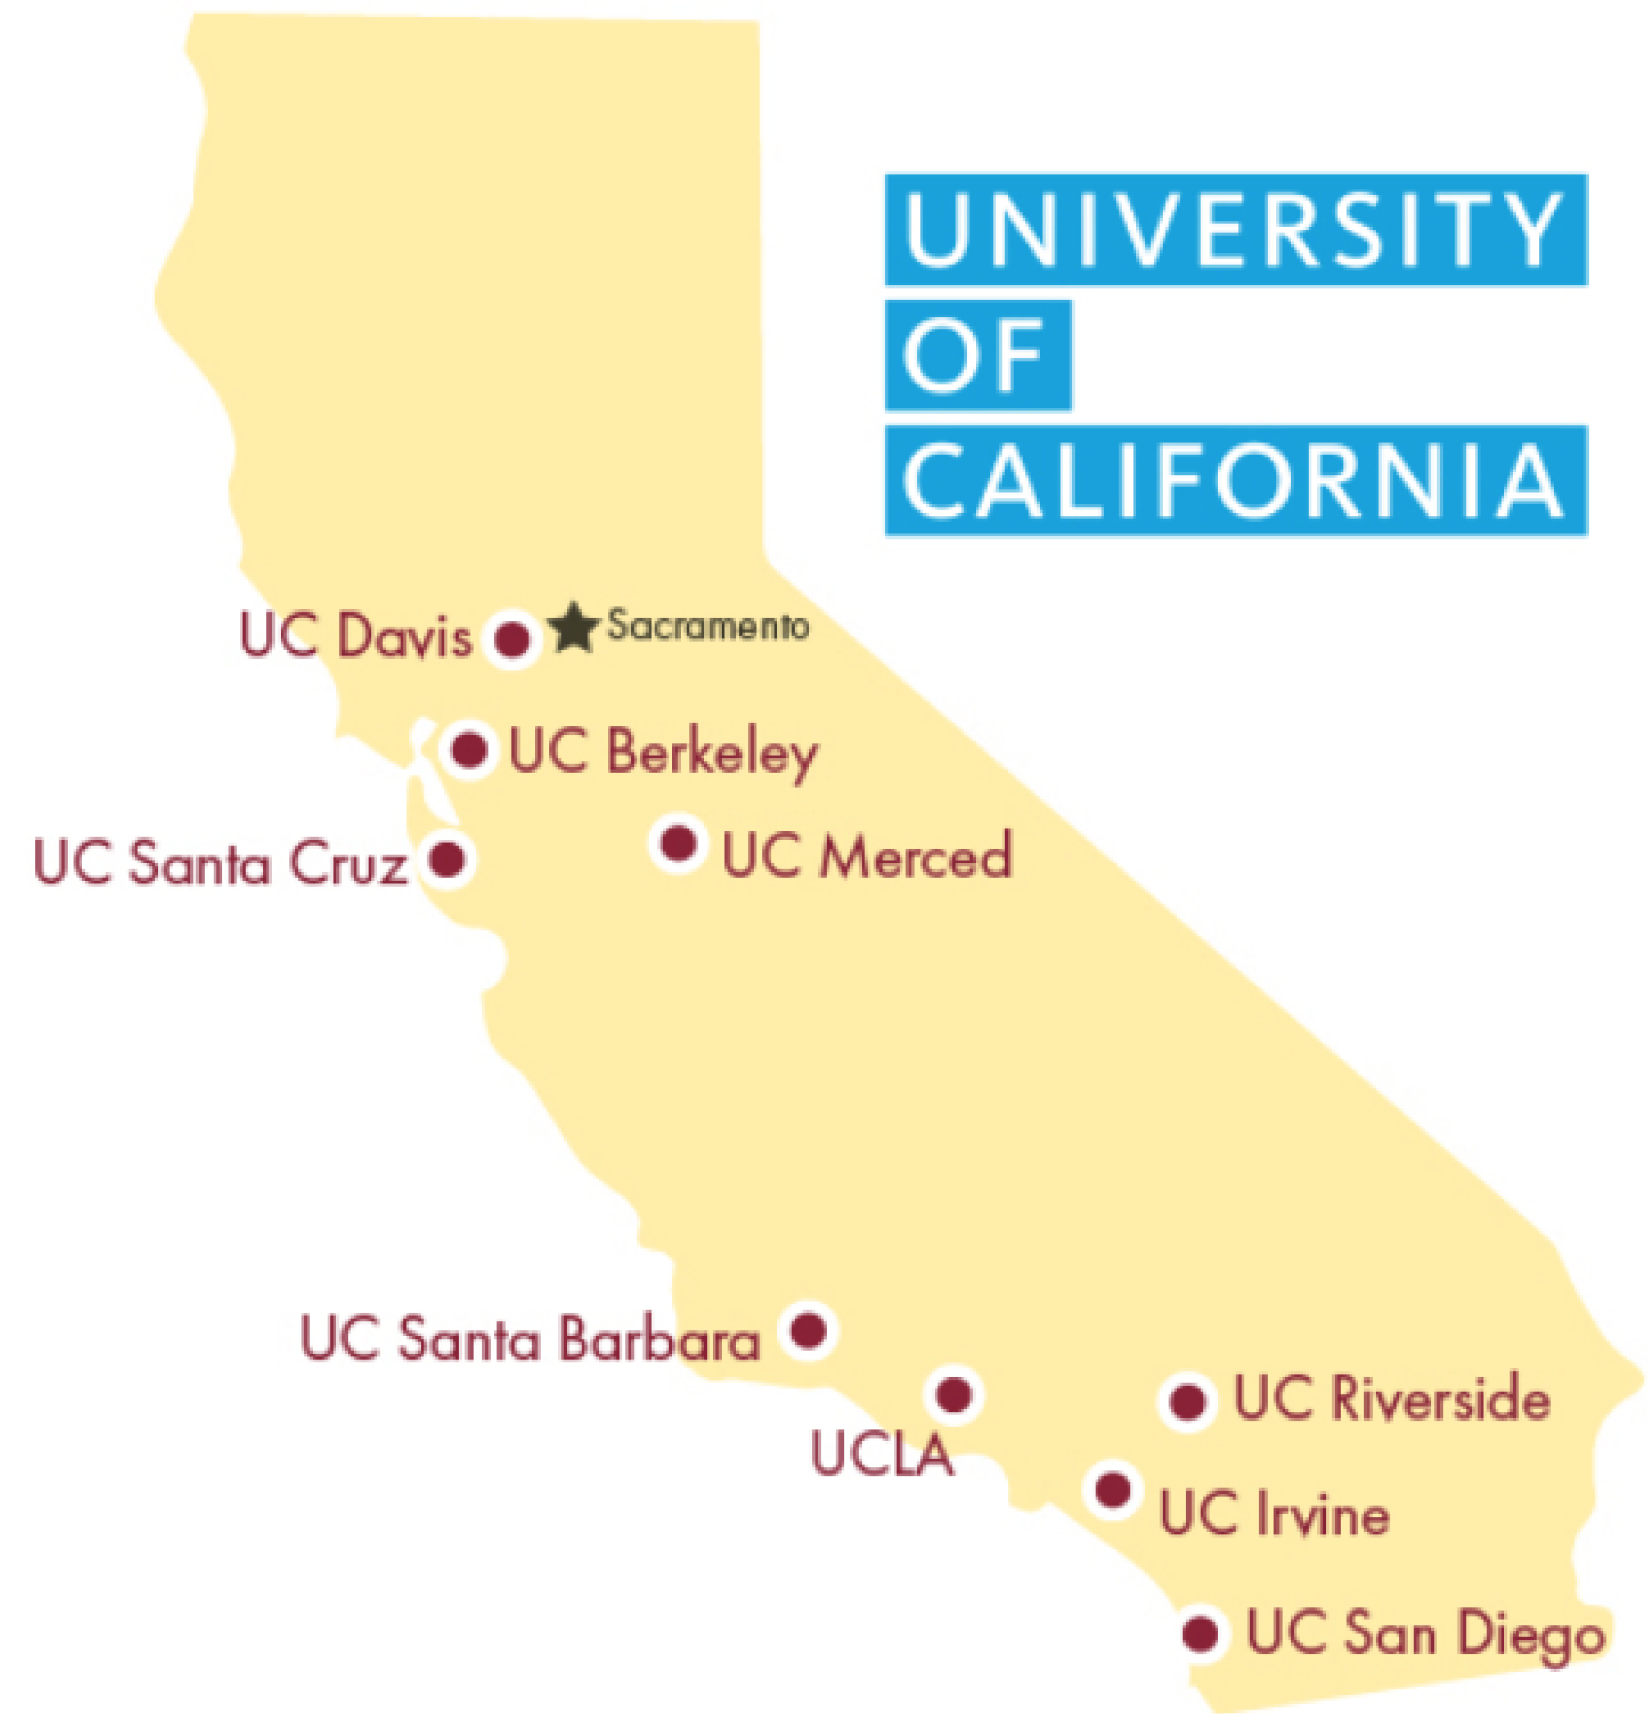 UNIVERSITY
OF
CALIFORNIA
UC Davis
Sacramento
UC Berkeley
UC Santa Cruz
UC Merced
UC Santa Barbara
UCLA
UC Riverside
UC Irvine
UC San Diego